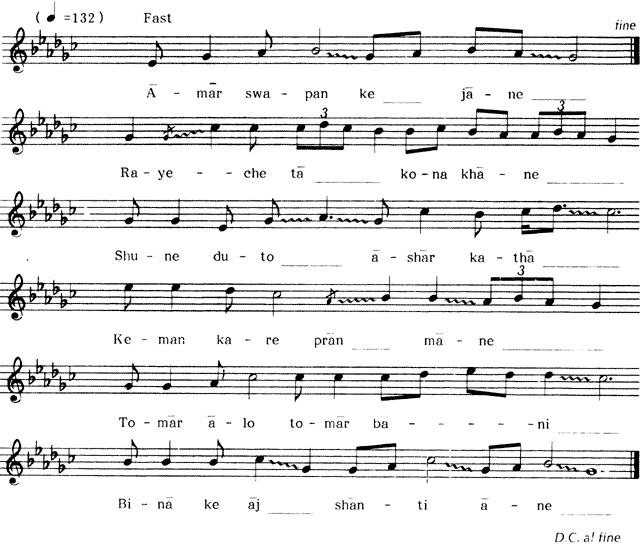 ( ♩ =132) Fast
fine
Ā-mār swa-pan ke ___ jā-ne ___
3 3
Ra-ye--che tā ___ ko-na khā-ne ___
Shu-ne du-to ___ ā-shār ka-thā ___
3
Ke-man ka-re prān ___ mā-ne ___
To-mār ā-lo to-mār ba----ni ___
Bi-nā ke āj ___ shān-ti ā-ne ___
D.C. al fine